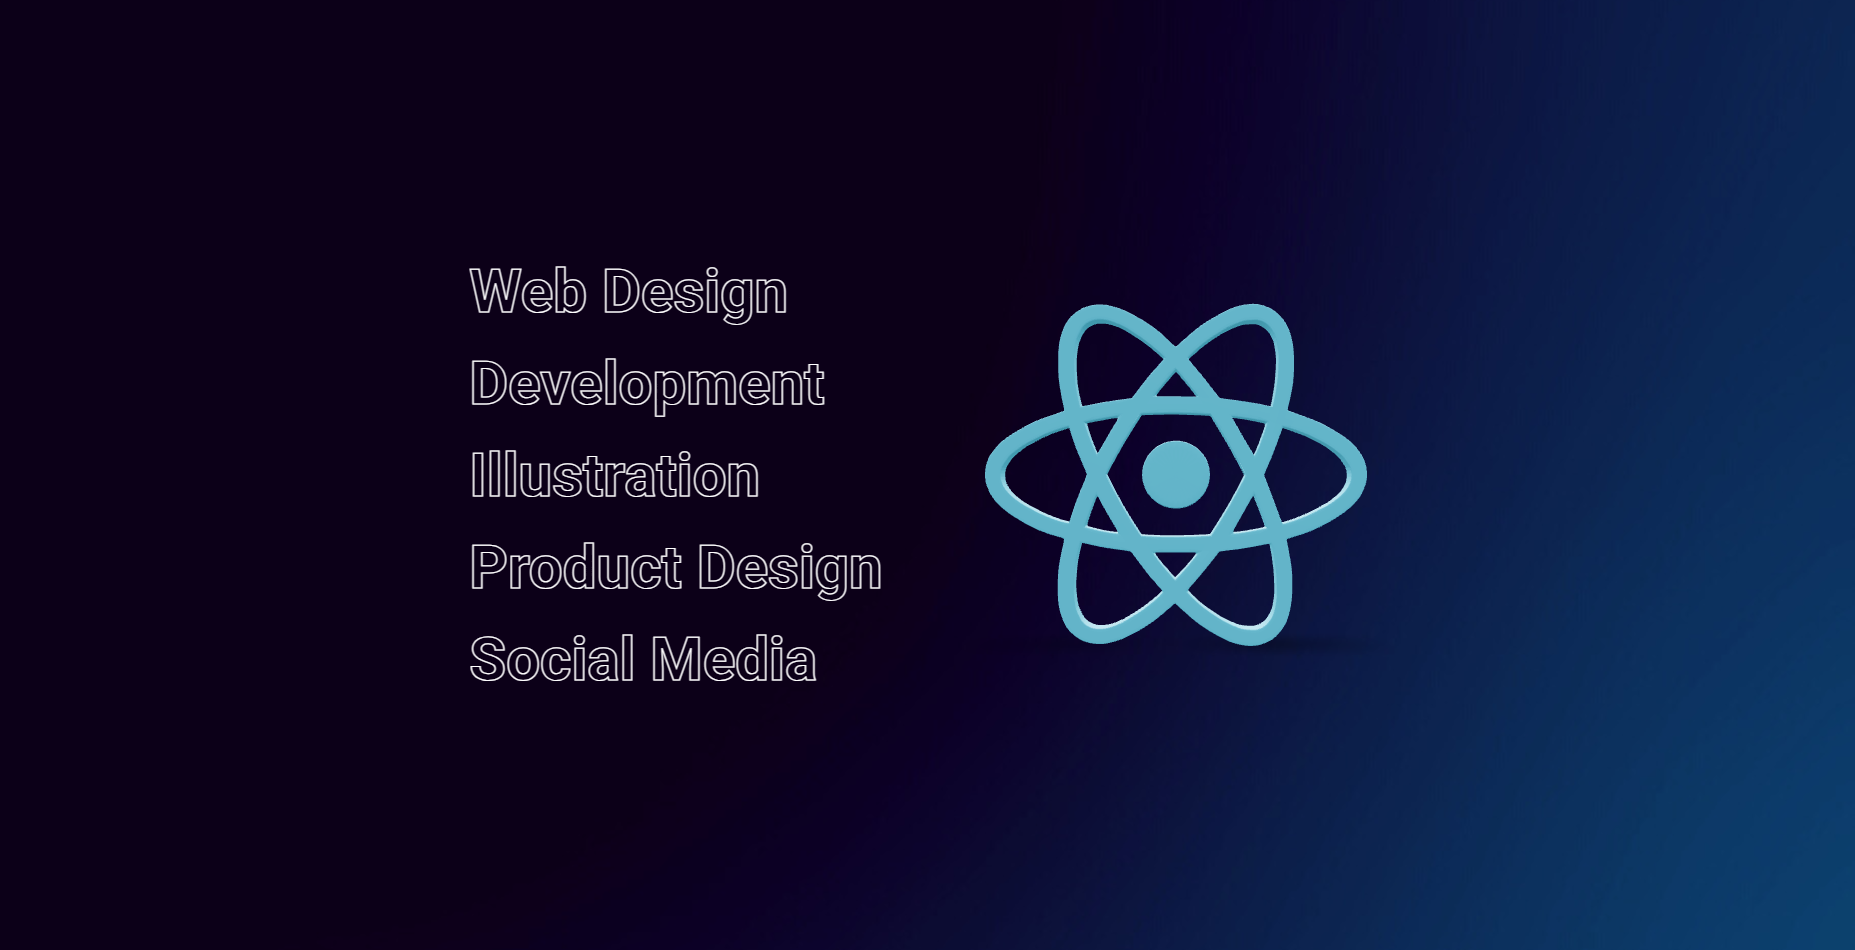 Web Design
Development
Illustration
Product Design
Social Media